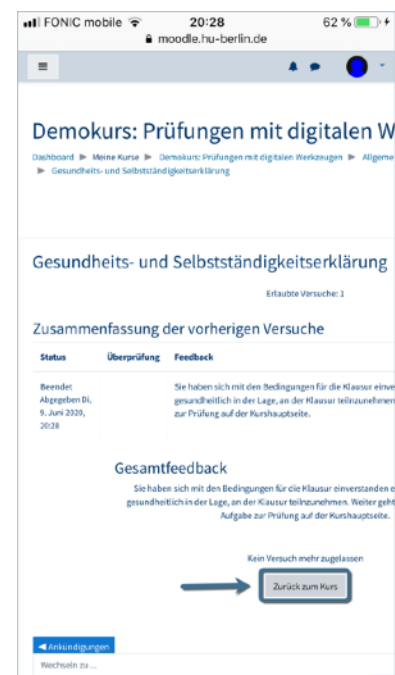 FONIC mobile 20:28 62 %
moodle.hu-berlin.de
Demokurs: Prüfungen mit digitalen W
Dashboard ▶ Meine Kurse ▶ Demokurs: Prüfungen mit digitalen Werkzeugen ▶ Allgeme
▶ Gesundheits- und Selbstständigkeitserklärung
Gesundheits- und Selbstständigkeitserklärung
Erlaubte Versuche: 1
Zusammenfassung der vorherigen Versuche
Status Überprüfung Feedback
Beendet Sie haben sich mit den Bedingungen für die Klausur einve
Abgegeben Di, gesundheitlich in der Lage, an der Klausur teilzunehmen
9. Juni 2020, zur Prüfung auf der Kurshauptseite.
20:28
Gesamtfeedback
Sie haben sich mit den Bedingungen für die Klausur einverstanden e
gesundheitlich in der Lage, an der Klausur teilzunehmen. Weiter geht
Aufgabe zur Prüfung auf der Kurshauptseite.
Kein Versuch mehr zugelassen
Zurück zum Kurs
◀ Ankündigungen
Wechseln zu ...